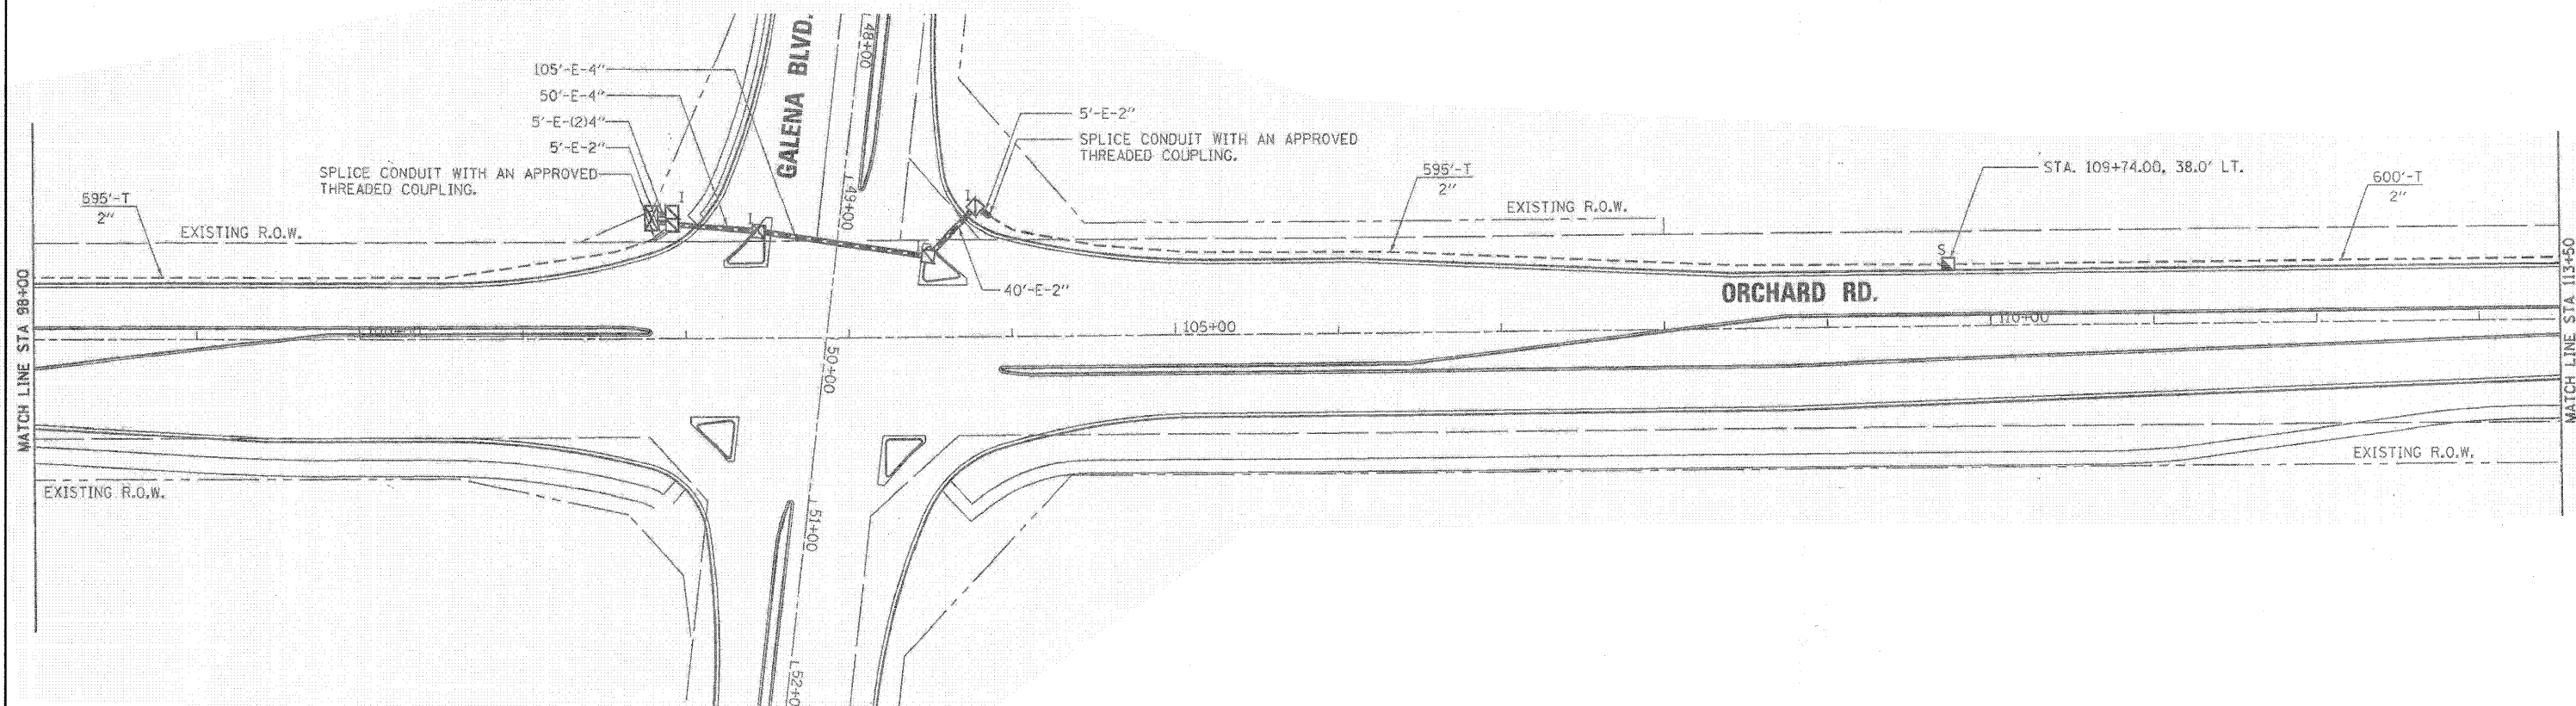 GALENA BLVD.
48+00
105'-E-4"
50'-E-4"
5'-E-(2)4"
5'-E-2"
SPLICE CONDUIT WITH AN APPROVED
THREADED COUPLING.
5'-E-2"
SPLICE CONDUIT WITH AN APPROVED
THREADED COUPLING.
595'-T
2"
STA. 109+74.00, 38.0' LT.
600'-T
2"
595'-T
2"
EXISTING R.O.W.
I
I
I
49+00
EXISTING R.O.W.
S
40'-E-2"
ORCHARD RD.
MATCH LINE STA 98+00
105+00
110+00
MATCH LINE STA 113+50
50+00
EXISTING R.O.W.
EXISTING R.O.W.
51+00
52+0